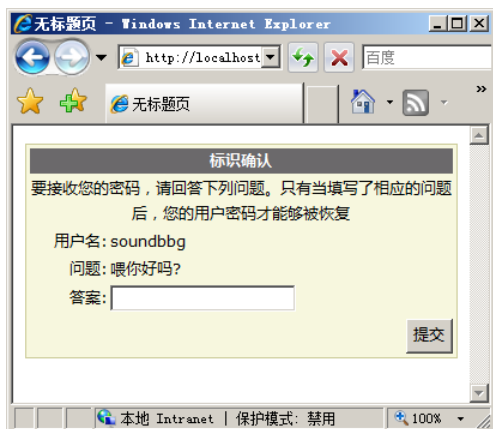 无标题页 - Windows Internet Explorer
http://localhost
百度
无标题页
»
标识确认
要接收您的密码，请回答下列问题。只有当填写了相应的问题
后，您的用户密码才能够被恢复
用户名: soundbbg
问题: 喂你好吗?
答案:
提交
本地 Intranet | 保护模式: 禁用
100%